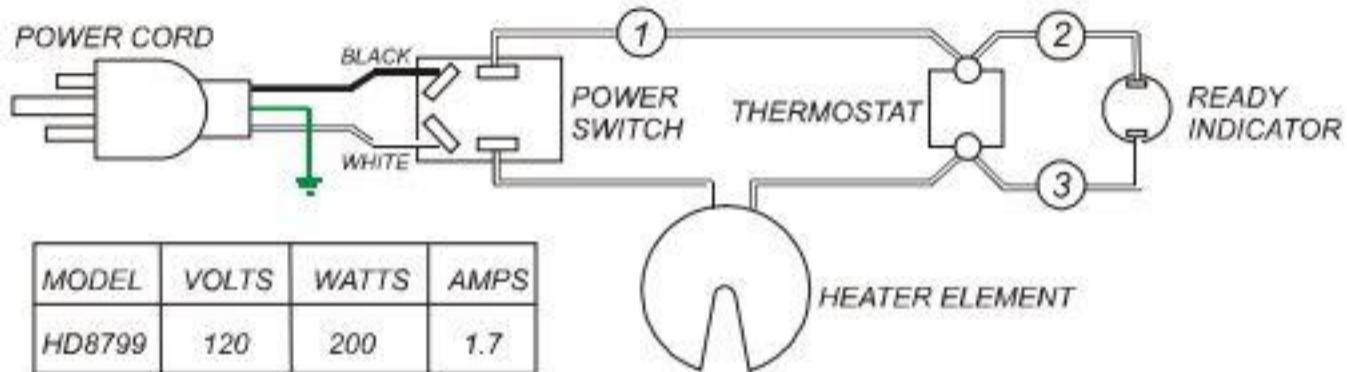 POWER CORD
BLACK
WHITE
POWER
SWITCH
1
THERMOSTAT
2
3
READY
INDICATOR
HEATER ELEMENT
MODEL VOLTS WATTS AMPS
HD8799 120 200 1.7